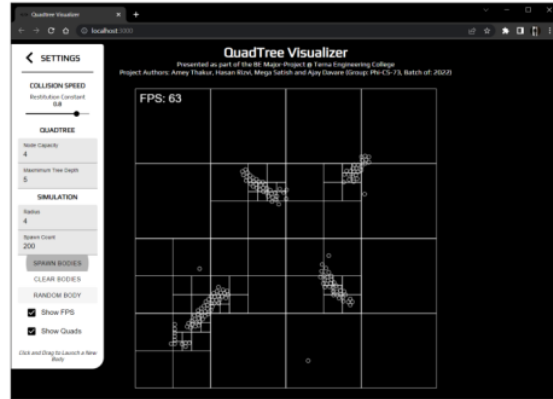 Quadtree Visualizer
localhost:3000
SETTINGS
COLLISION SPEED
Restitution Constant
0.8
QUADTREE
Node Capacity
4
Maximum Tree Depth
5
SIMULATION
Radius
4
Spawn Count
200
SPAWN BODIES
CLEAR BODIES
RANDOM BODY
Show FPS
Show Quads
Click and Drag to Launch a New
Body
QuadTree Visualizer
Presented as part of the BE Major-Project @ Terna Engineering College
Project Authors: Amey Thakur, Hasan Rizvi, Mega Satish and Ajay Davare (Group: Phi-CS-73, Batch of: 2022)
FPS: 63